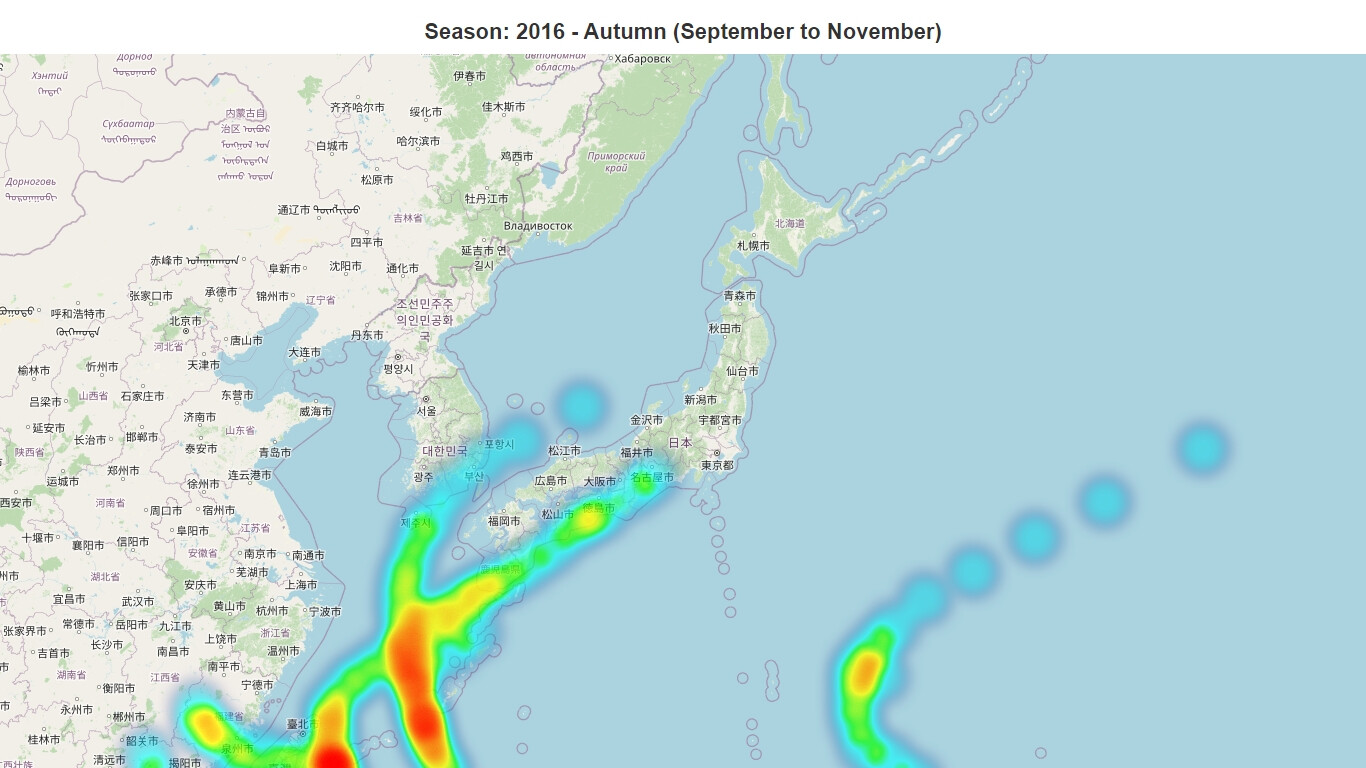 Season: 2016 - Autumn (September to November)
Дорнод
автономная
область
Хабаровск
Хэнтий
伊春市
齐齐哈尔市
绥化市
佳木斯市
内蒙古自
治区
Сүхбаатар
哈尔滨市
白城市
鸡西市
Приморский
край
松原市
Дорноговь
牡丹江市
通辽市
吉林省
北海道
Владивосток
四平市
札幌市
延吉市 연
길시
赤峰市
阜新市
沈阳市
通化市
张家口市
承德市
锦州市
辽宁省
조선민주주
의인민공화
국
青森市
呼和浩特市
北京市
丹东市
秋田市
河北省
唐山市
大连市
天津市
榆林市
忻州市
평양시
仙台市
吕梁市
山西省
石家庄市
东营市
威海市
서울
新潟市
济南市
金沢市
宇都宮市
延安市
长治市
邯郸市
山东省
포항시
日本
陕西省
泰安市
青岛市
대한민국
松江市
福井市
东京都
郑州市
运城市
连云港市
광주
부산
広島市
大阪市
名古屋市
徐州市
西安市
河南省
周口市
宿州市
제주시
福岡市
松山市
徳島市
十堰市
襄阳市
信阳市
阜阳市
江苏省
安徽省
南京市
南通市
鹿児島県
州市
湖北省
芜湖市
宜昌市
武汉市
安庆市
上海市
黄山市
杭州市
宁波市
张家界市
常德市
岳阳市
九江市
浙江省
长沙市
上饶市
吉首市
南昌市
温州市
湖南省
江西省
南平市
衡阳市
宁德市
永州市
郴州市
福建省
臺北市
桂林市
韶关市
泉州市
清远市
揭阳市